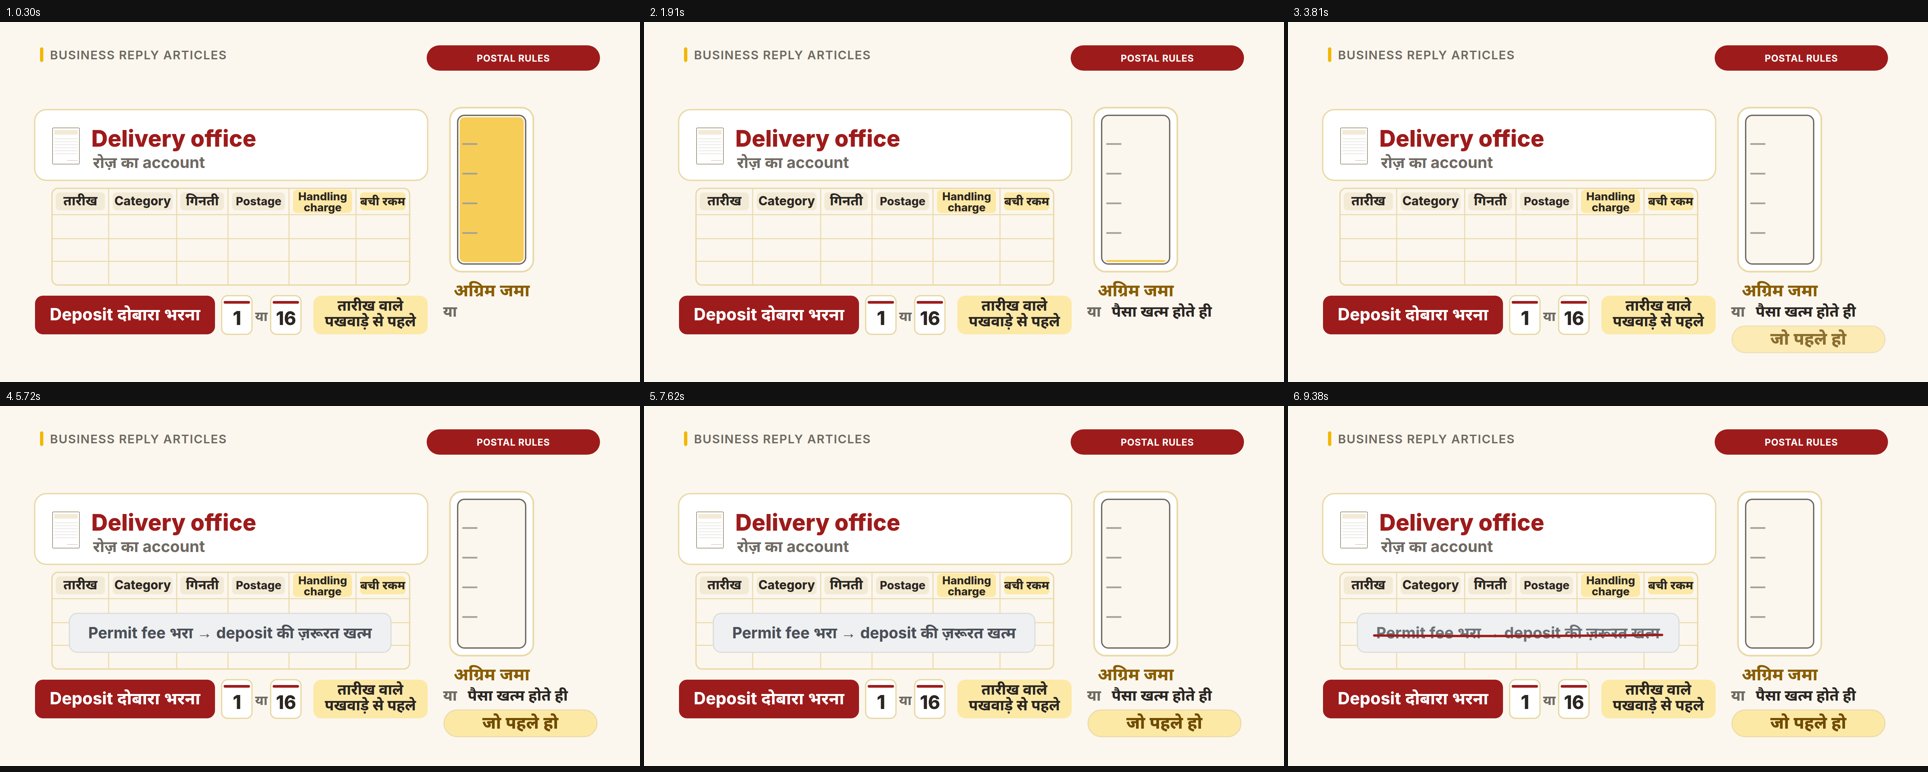 1. 0.30s
BUSINESS REPLY ARTICLES
POSTAL RULES
Delivery office
रोज़ का account
तारीख Category गिनती Postage Handling charge बची रकम
अग्रिम जमा
Deposit दोबारा भरना 1 या 16 तारीख वाले पखवाड़े से पहले
या
2. 1.91s
BUSINESS REPLY ARTICLES
POSTAL RULES
Delivery office
रोज़ का account
तारीख Category गिनती Postage Handling charge बची रकम
अग्रिम जमा
Deposit दोबारा भरना 1 या 16 तारीख वाले पखवाड़े से पहले
या पैसा खत्म होते ही
3. 3.81s
BUSINESS REPLY ARTICLES
POSTAL RULES
Delivery office
रोज़ का account
तारीख Category गिनती Postage Handling charge बची रकम
अग्रिम जमा
Deposit दोबारा भरना 1 या 16 तारीख वाले पखवाड़े से पहले
या पैसा खत्म होते ही
जो पहले हो
4. 5.72s
BUSINESS REPLY ARTICLES
POSTAL RULES
Delivery office
रोज़ का account
तारीख Category गिनती Postage Handling charge बची रकम
Permit fee भरा → deposit की ज़रूरत खत्म
अग्रिम जमा
Deposit दोबारा भरना 1 या 16 तारीख वाले पखवाड़े से पहले
या पैसा खत्म होते ही
जो पहले हो
5. 7.62s
BUSINESS REPLY ARTICLES
POSTAL RULES
Delivery office
रोज़ का account
तारीख Category गिनती Postage Handling charge बची रकम
Permit fee भरा → deposit की ज़रूरत खत्म
अग्रिम जमा
Deposit दोबारा भरना 1 या 16 तारीख वाले पखवाड़े से पहले
या पैसा खत्म होते ही
जो पहले हो
6. 9.38s
BUSINESS REPLY ARTICLES
POSTAL RULES
Delivery office
रोज़ का account
तारीख Category गिनती Postage Handling charge बची रकम
Permit fee भरा → deposit की ज़रूरत खत्म
अग्रिम जमा
Deposit दोबारा भरना 1 या 16 तारीख वाले पखवाड़े से पहले
या पैसा खत्म होते ही
जो पहले हो